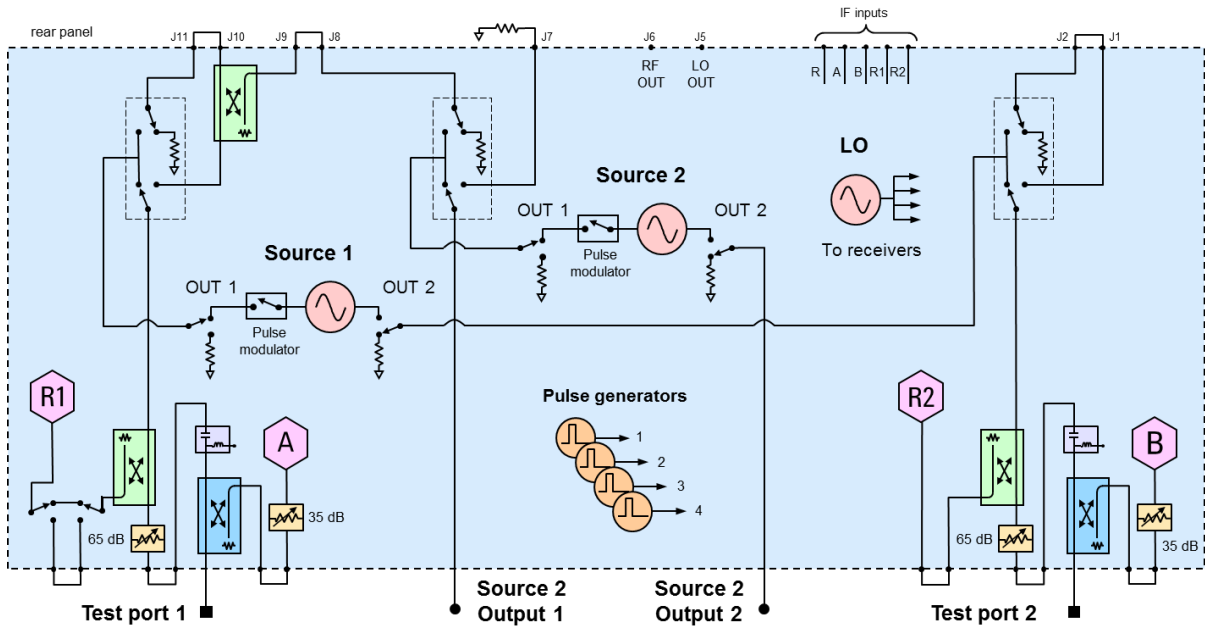 IF inputs
rear panel
J11
J10
J9
J8
J7
J6
J5
J2
J1
RF
OUT
LO
OUT
R
A
B
R1
R2
LO
To receivers
Source 2
OUT 1
OUT 2
Pulse
modulator
Source 1
OUT 1
OUT 2
Pulse
modulator
R1
A
65 dB
35 dB
Pulse generators
1
2
3
4
R2
B
65 dB
35 dB
Test port 1
Source 2
Output 1
Source 2
Output 2
Test port 2